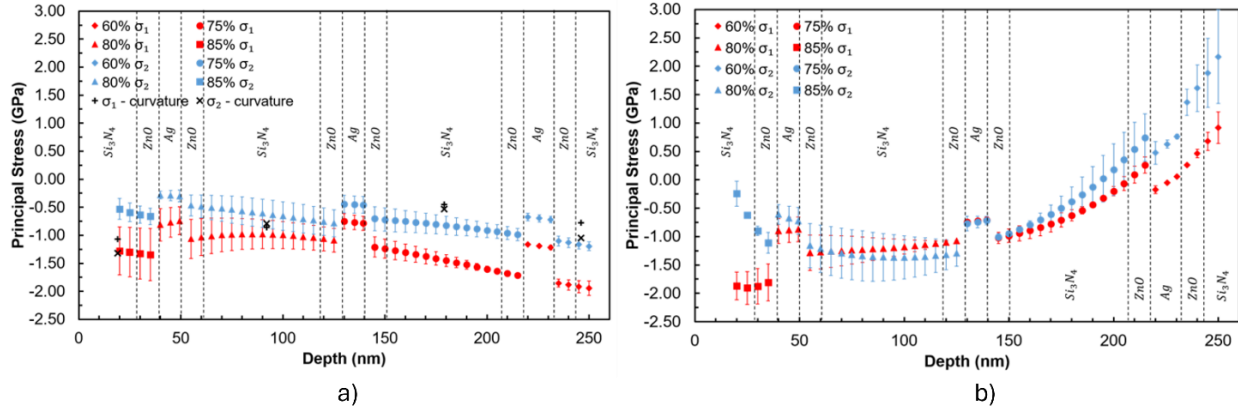 a)
3.00
2.50
2.00
1.50
1.00
0.50
0.00
-0.50
-1.00
-1.50
-2.00
-2.50
Principal Stress (GPa)
60% σ₁
75% σ₁
80% σ₁
85% σ₁
60% σ₂
75% σ₂
80% σ₂
85% σ₂
σ₁ - curvature
σ₂ - curvature
Si₃N₄
ZnO
Ag
ZnO
Si₃N₄
ZnO
Ag
ZnO
Si₃N₄
ZnO
Ag
ZnO
Si₃N₄
0
50
100
150
200
250
Depth (nm)
a)
b)
3.00
2.50
2.00
1.50
1.00
0.50
0.00
-0.50
-1.00
-1.50
-2.00
-2.50
Principal Stress (GPa)
60% σ₁
75% σ₁
80% σ₁
85% σ₁
60% σ₂
75% σ₂
80% σ₂
85% σ₂
Si₃N₄
ZnO
Ag
ZnO
Si₃N₄
ZnO
Ag
ZnO
Si₃N₄
ZnO
Ag
ZnO
Si₃N₄
0
50
100
150
200
250
Depth (nm)
b)